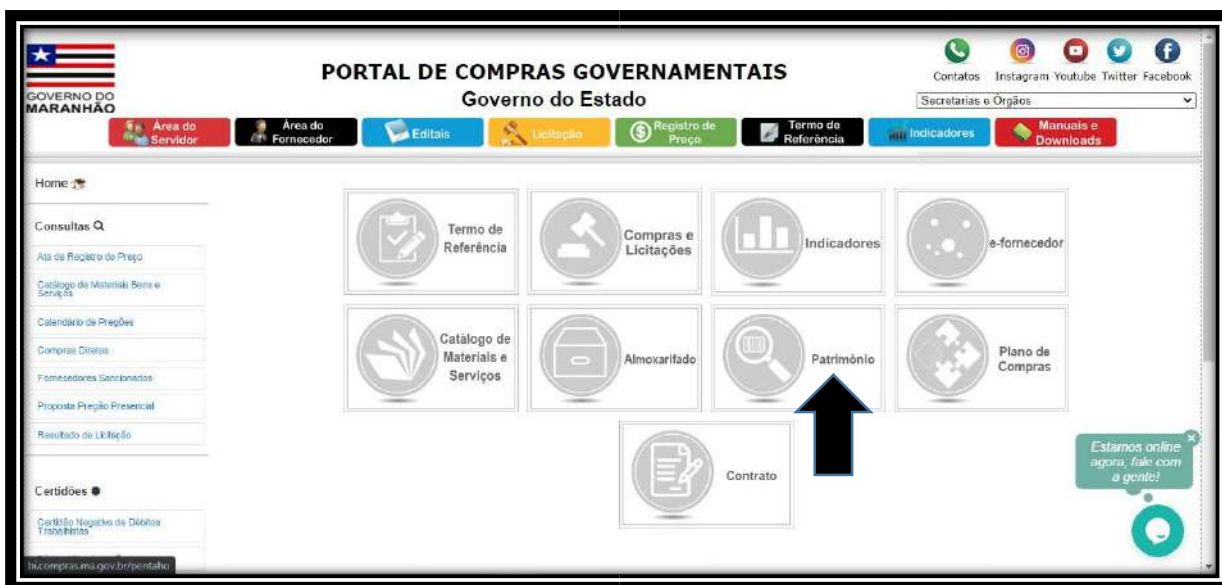 GOVERNO DO
MARANHÃO
PORTAL DE COMPRAS GOVERNAMENTAIS
Governo do Estado
Contatos
Instagram
Youtube
Twitter
Facebook
Secretarias e Órgãos
Área do
Servidor
Área do
Fornecedor
Editais
Licitação
Registro de
Preço
Termo de
Referência
Indicadores
Manuais e
Downloads
Home
Consultas
Ata de Registro de Preço
Catálogo de Materiais Bens e
Serviços
Calendário de Pregões
Compras Diretas
Fornecedores Sancionados
Proposta Pregão Presencial
Resultado de Licitação
Certidões
Certidão Negativa de Débitos
Trabalhistas
bi.compras.ma.gov.br/pentaho
Termo de
Referência
Compras e
Licitações
Indicadores
e-fornecedor
Catálogo de
Materiais e
Serviços
Almoxarifado
Patrimônio
Plano de
Compras
Contrato
Estamos online
agora, fale com
a gente!